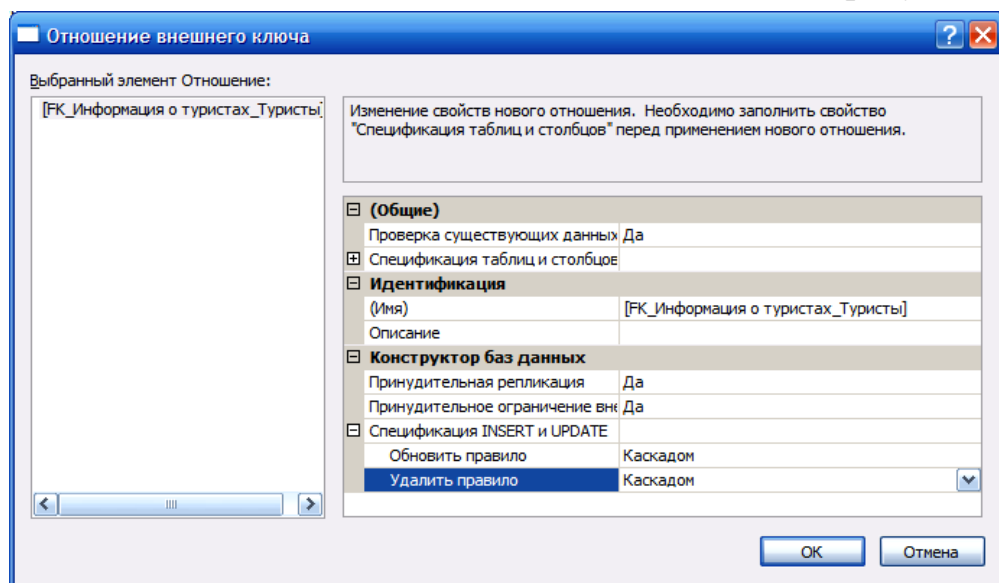 Отношение внешнего ключа
Выбранный элемент Отношение:
[FK_Информация о туристах_Туристы]
Изменение свойств нового отношения. Необходимо заполнить свойство
"Спецификация таблиц и столбцов" перед применением нового отношения.
(Общие)
Проверка существующих данных Да
Спецификация таблиц и столбцов
Идентификация
(Имя) [FK_Информация о туристах_Туристы]
Описание
Конструктор баз данных
Принудительная репликация Да
Принудительное ограничение вне Да
Спецификация INSERT и UPDATE
Обновить правило Каскадом
Удалить правило Каскадом
ОК Отмена